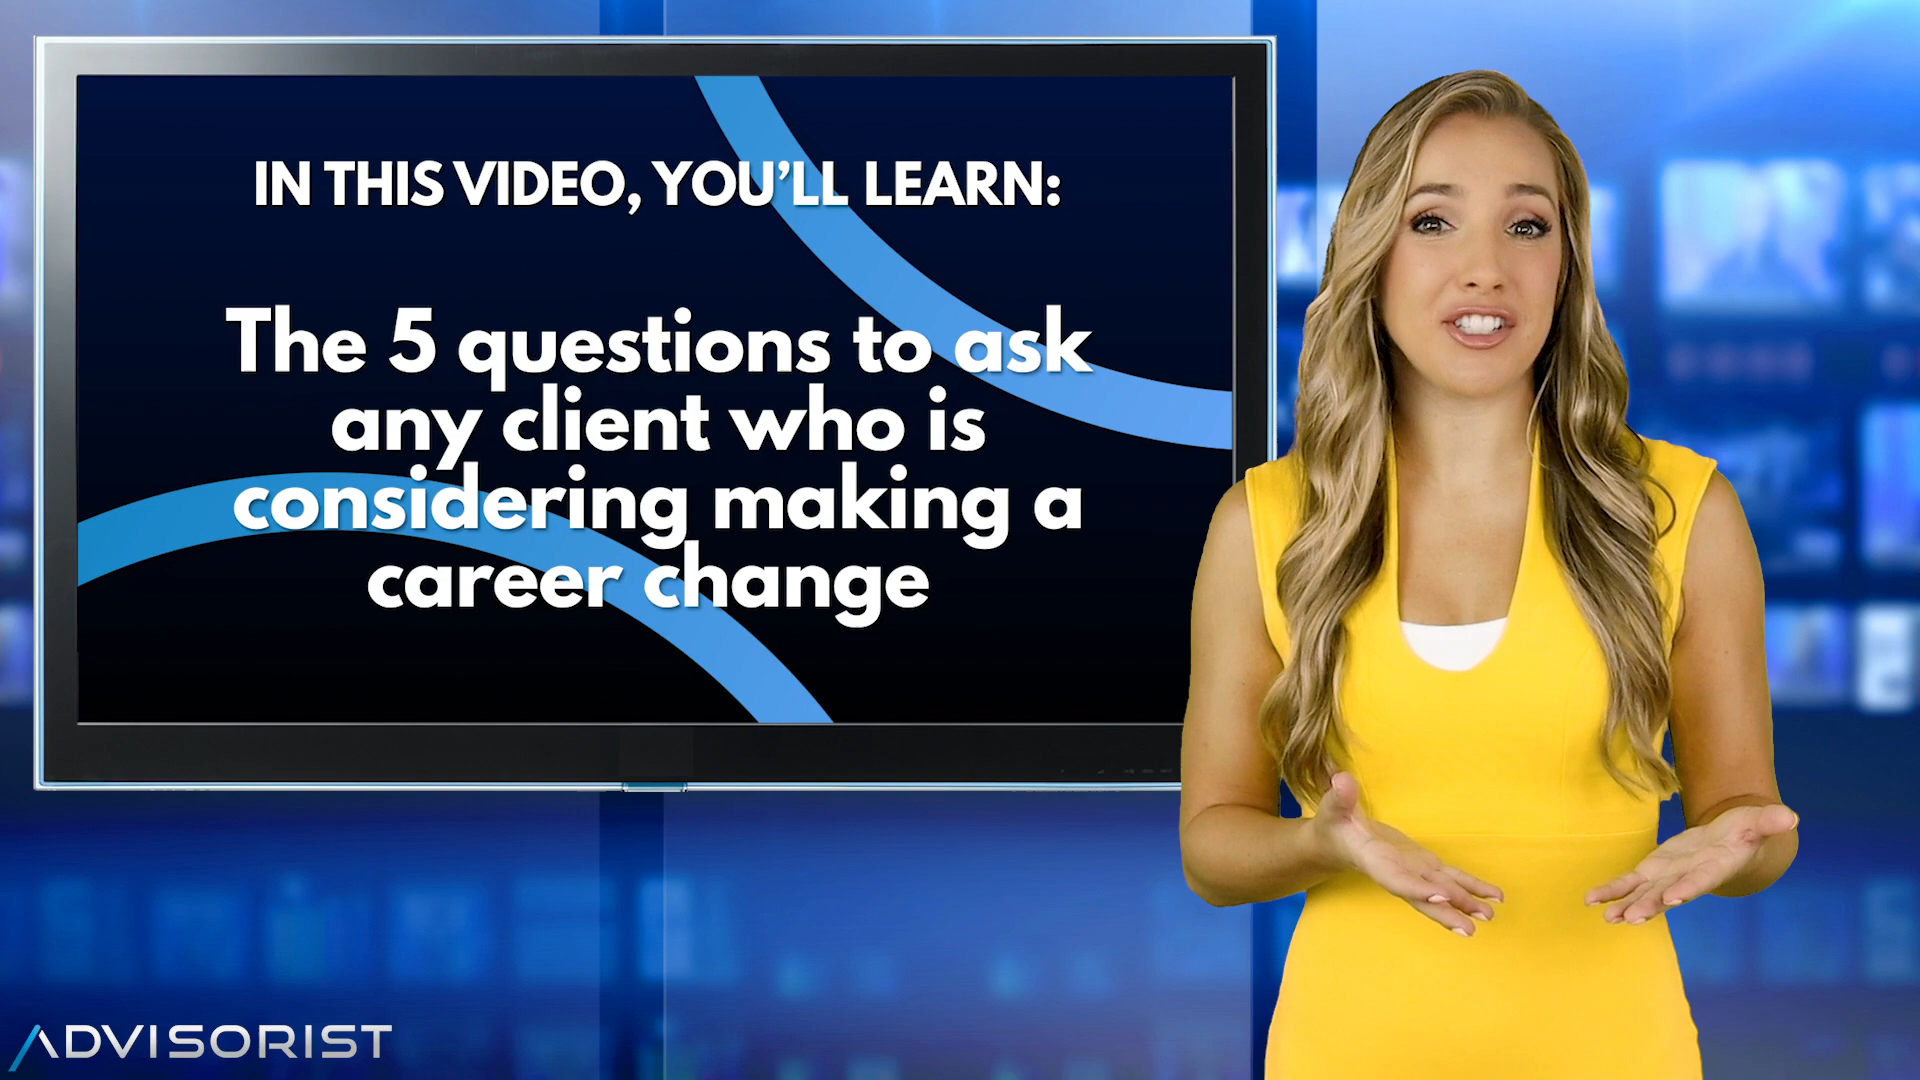 IN THIS VIDEO, YOU’LL LEARN:
The 5 questions to ask
any client who is
considering making a
career change
ADVISORIST